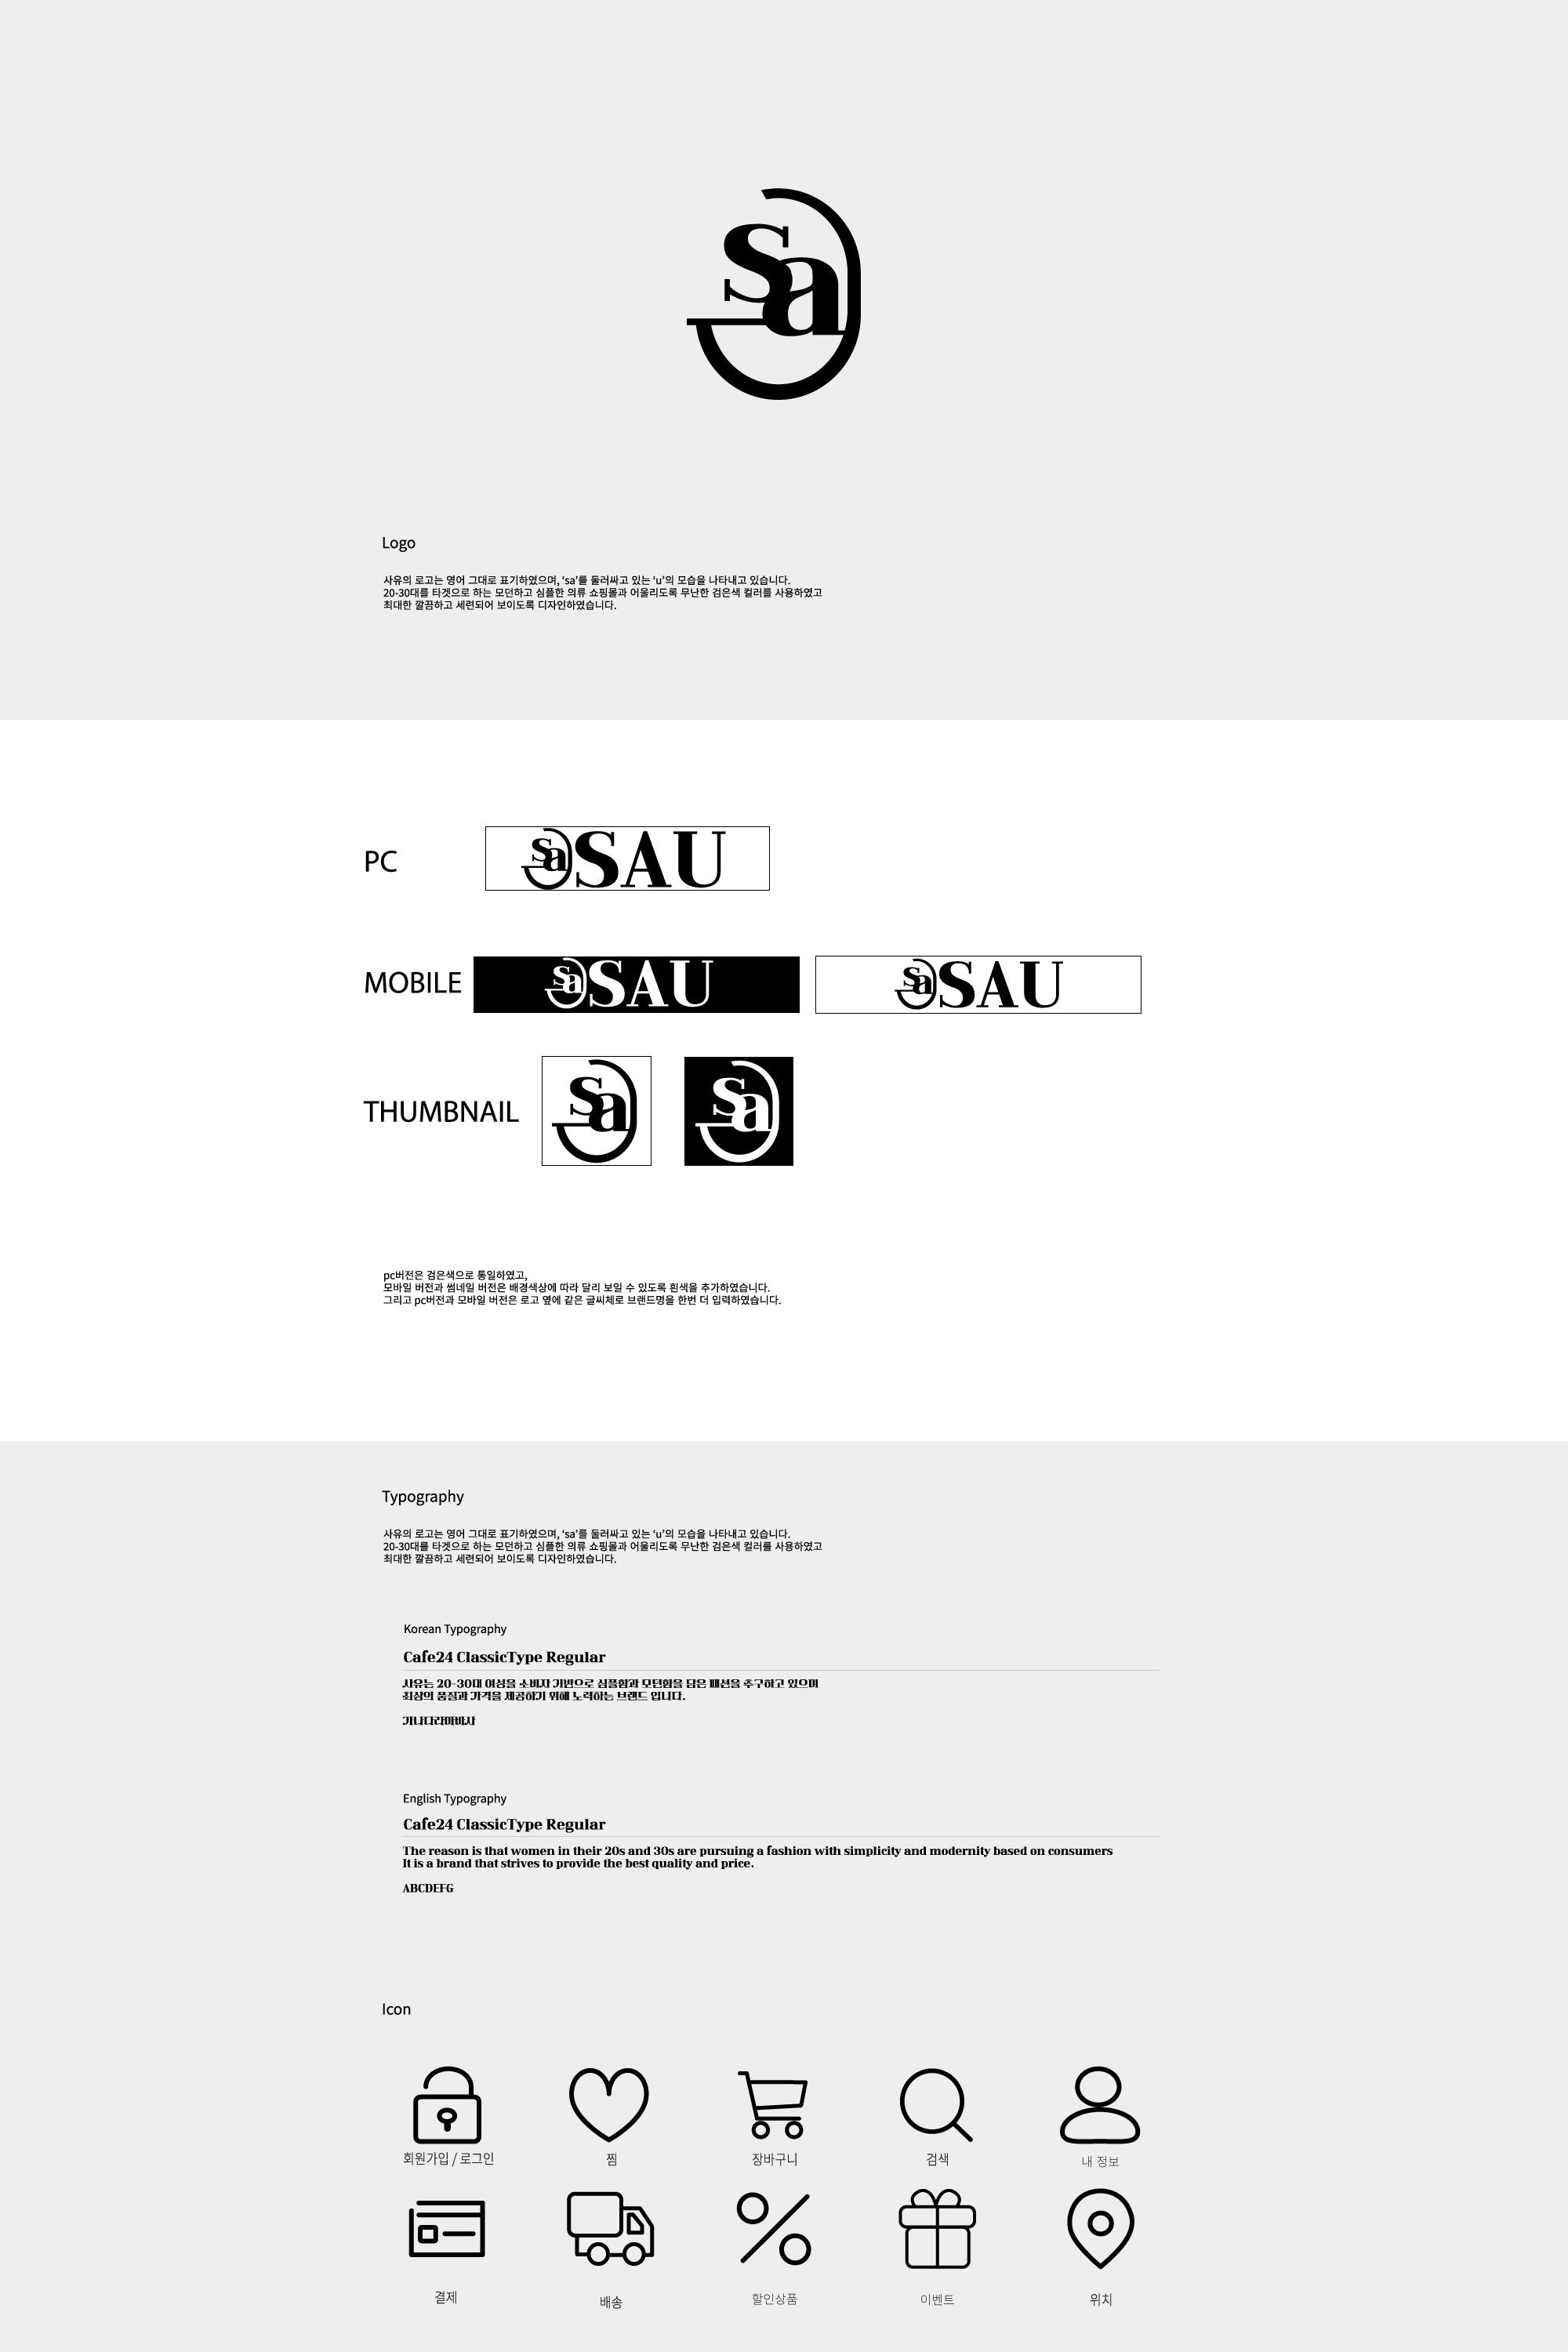 sa
Logo
사유의 로고는 영어 그대로 표기하였으며, ‘sa’를 둘러싸고 있는 ‘u’의 모습을 나타내고 있습니다.
20-30대를 타겟으로 하는 모던하고 심플한 의류 쇼핑몰과 어울리도록 무난한 검은색 컬러를 사용하였고
최대한 깔끔하고 세련되어 보이도록 디자인하였습니다.
PC
sa SAU
MOBILE
sa SAU
sa SAU
THUMBNAIL
sa
sa
pc버전은 검은색으로 통일하였고,
모바일 버전과 썸네일 버전은 배경색상에 따라 달리 보일 수 있도록 흰색을 추가하였습니다.
그리고 pc버전과 모바일 버전은 로고 옆에 같은 글씨체로 브랜드명을 한번 더 입력하였습니다.
Typography
사유의 로고는 영어 그대로 표기하였으며, ‘sa’를 둘러싸고 있는 ‘u’의 모습을 나타내고 있습니다.
20-30대를 타겟으로 하는 모던하고 심플한 의류 쇼핑몰과 어울리도록 무난한 검은색 컬러를 사용하였고
최대한 깔끔하고 세련되어 보이도록 디자인하였습니다.
Korean Typography
Cafe24 ClassicType Regular
사유는 20-30대 여성을 소비자 기반으로 심플함과 모던함을 담은 패션을 추구하고 있으며
최상의 품질과 가격을 제공하기 위해 노력하는 브랜드 입니다.
가나다라마바사
English Typography
Cafe24 ClassicType Regular
The reason is that women in their 20s and 30s are pursuing a fashion with simplicity and modernity based on consumers
It is a brand that strives to provide the best quality and price.
ABCDEFG
Icon
회원가입 / 로그인
찜
장바구니
검색
내 정보
결제
배송
할인상품
이벤트
위치